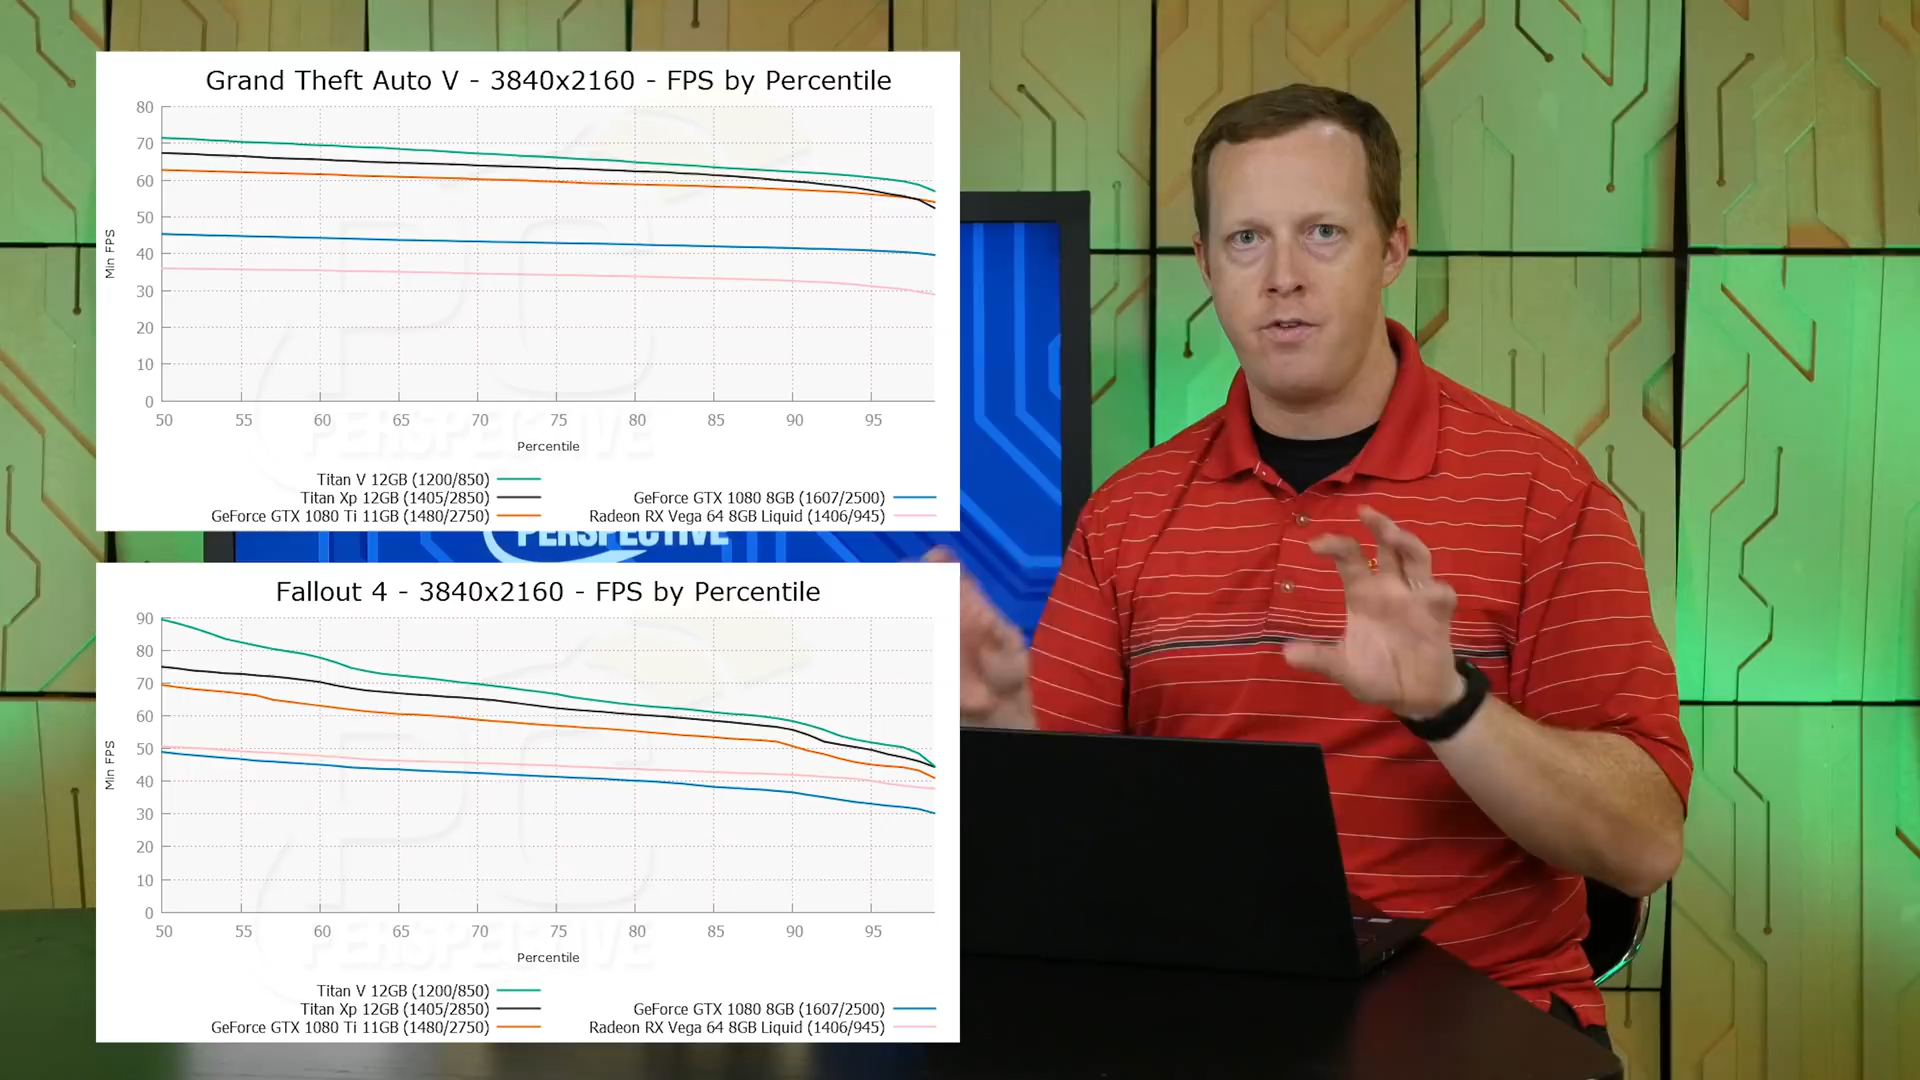 Grand Theft Auto V - 3840x2160 - FPS by Percentile
80
70
60
50
40
30
20
10
0
Min FPS
50 55 60 65 70 75 80 85 90 95
Percentile
PC
PERSPECTIVE
Titan V 12GB (1200/850)
Titan Xp 12GB (1405/2850)
GeForce GTX 1080 Ti 11GB (1480/2750)
GeForce GTX 1080 8GB (1607/2500)
Radeon RX Vega 64 8GB Liquid (1406/945)
PERSPECTIVE
Fallout 4 - 3840x2160 - FPS by Percentile
90
80
70
60
50
40
30
20
10
0
Min FPS
50 55 60 65 70 75 80 85 90 95
Percentile
PC
PERSPECTIVE
Titan V 12GB (1200/850)
Titan Xp 12GB (1405/2850)
GeForce GTX 1080 Ti 11GB (1480/2750)
GeForce GTX 1080 8GB (1607/2500)
Radeon RX Vega 64 8GB Liquid (1406/945)